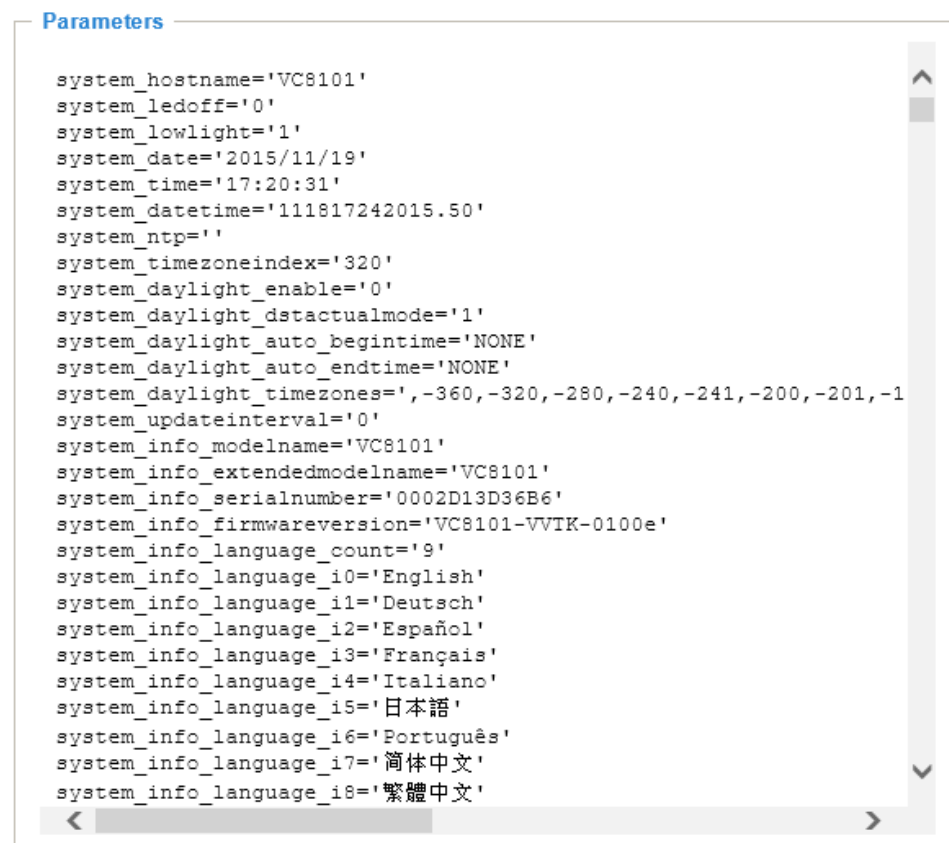 Parameters
system_hostname='VC8101'
system_ledoff='0'
system_lowlight='1'
system_date='2015/11/19'
system_time='17:20:31'
system_datetime='111817242015.50'
system_ntp=''
system_timezoneindex='320'
system_daylight_enable='0'
system_daylight_dstactualmode='1'
system_daylight_auto_begintime='NONE'
system_daylight_auto_endtime='NONE'
system_daylight_timezones=',-360,-320,-280,-240,-241,-200,-201,-1
system_updateinterval='0'
system_info_modelname='VC8101'
system_info_extendedmodelname='VC8101'
system_info_serialnumber='0002D13D36B6'
system_info_firmwareversion='VC8101-VVTK-0100e'
system_info_language_count='9'
system_info_language_i0='English'
system_info_language_i1='Deutsch'
system_info_language_i2='Español'
system_info_language_i3='Français'
system_info_language_i4='Italiano'
system_info_language_i5='日本語'
system_info_language_i6='Português'
system_info_language_i7='简体中文'
system_info_language_i8='繁體中文'